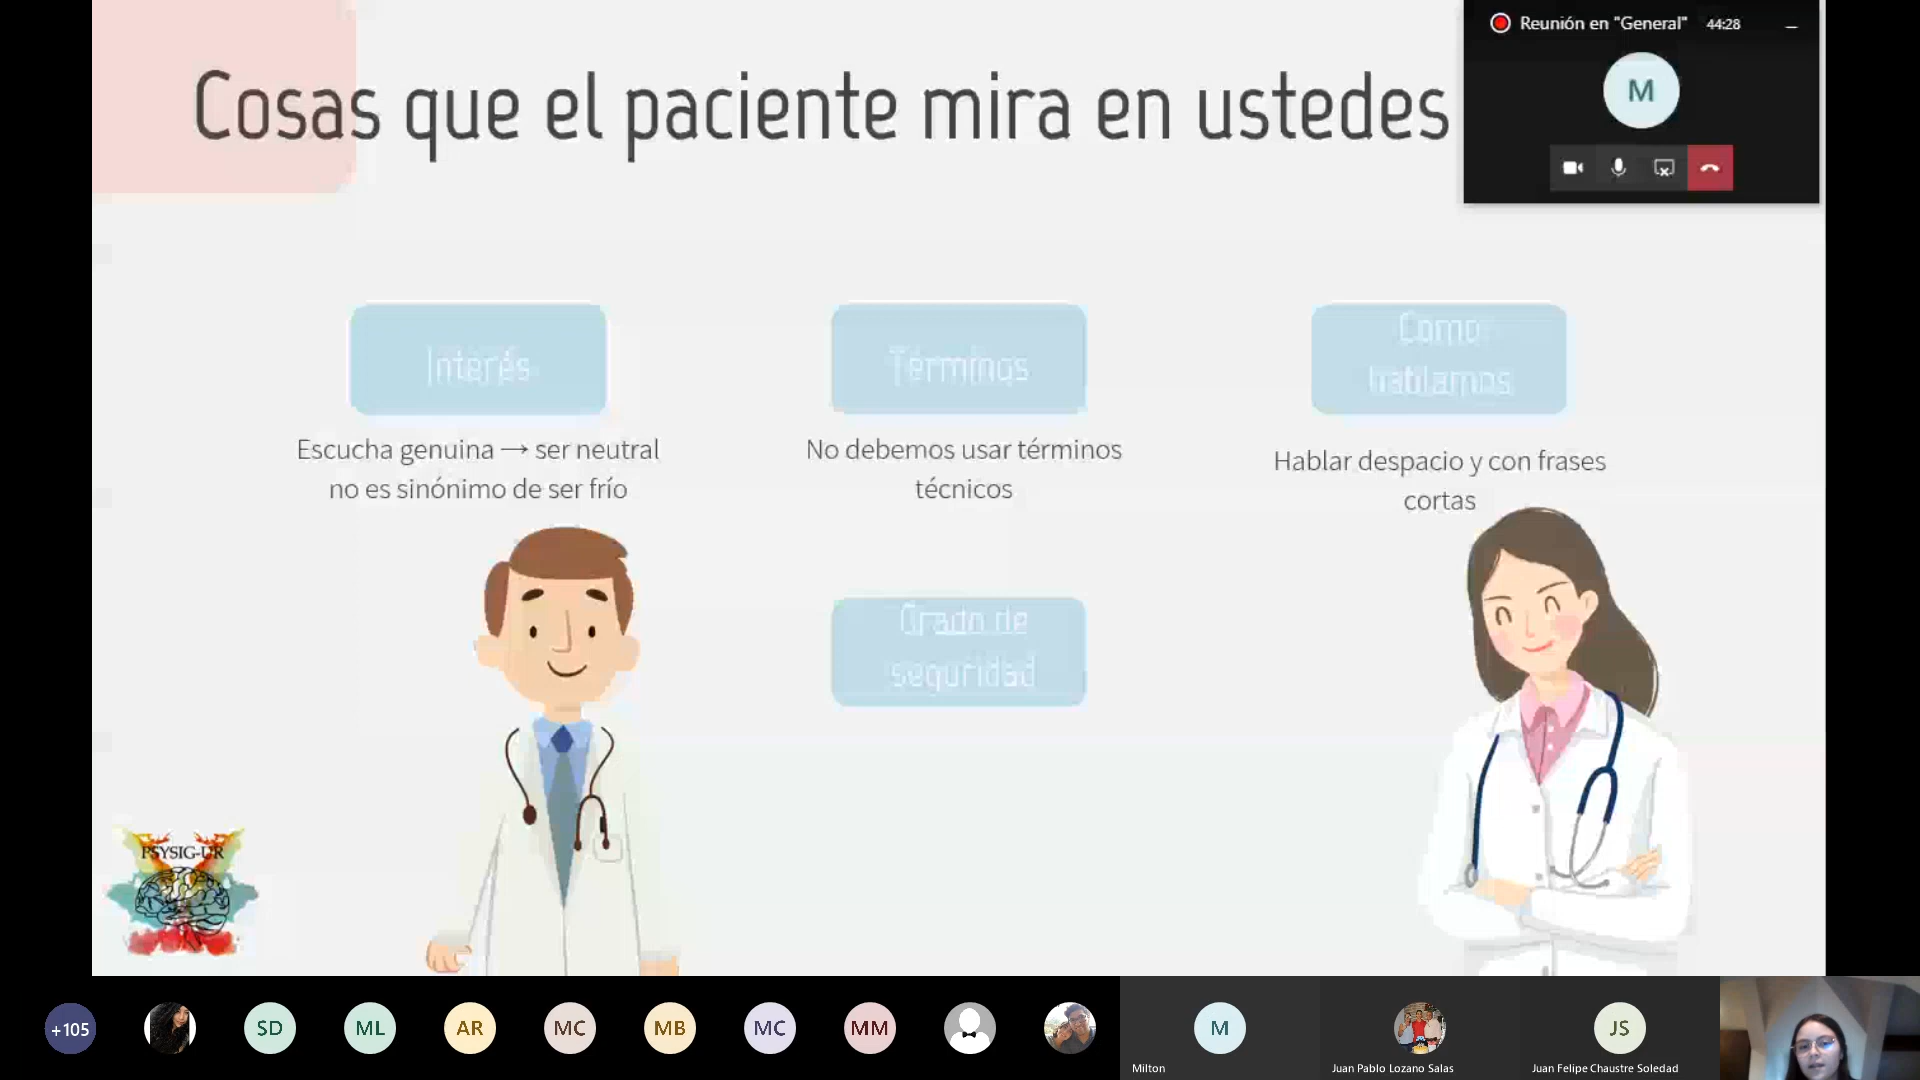 Cosas que el paciente mira en ustedes
Reunión en "General" 44:28
M
Interés
Términos
Como
hablamos
Escucha genuina → ser neutral
no es sinónimo de ser frío
No debemos usar términos
técnicos
Hablar despacio y con frases
cortas
Grado de
seguridad
PSYSIG-UR
+105
SD
ML
AR
MC
MB
MC
MM
M
JS
Milton
Juan Pablo Lozano Salas
Juan Felipe Chaustre Soledad